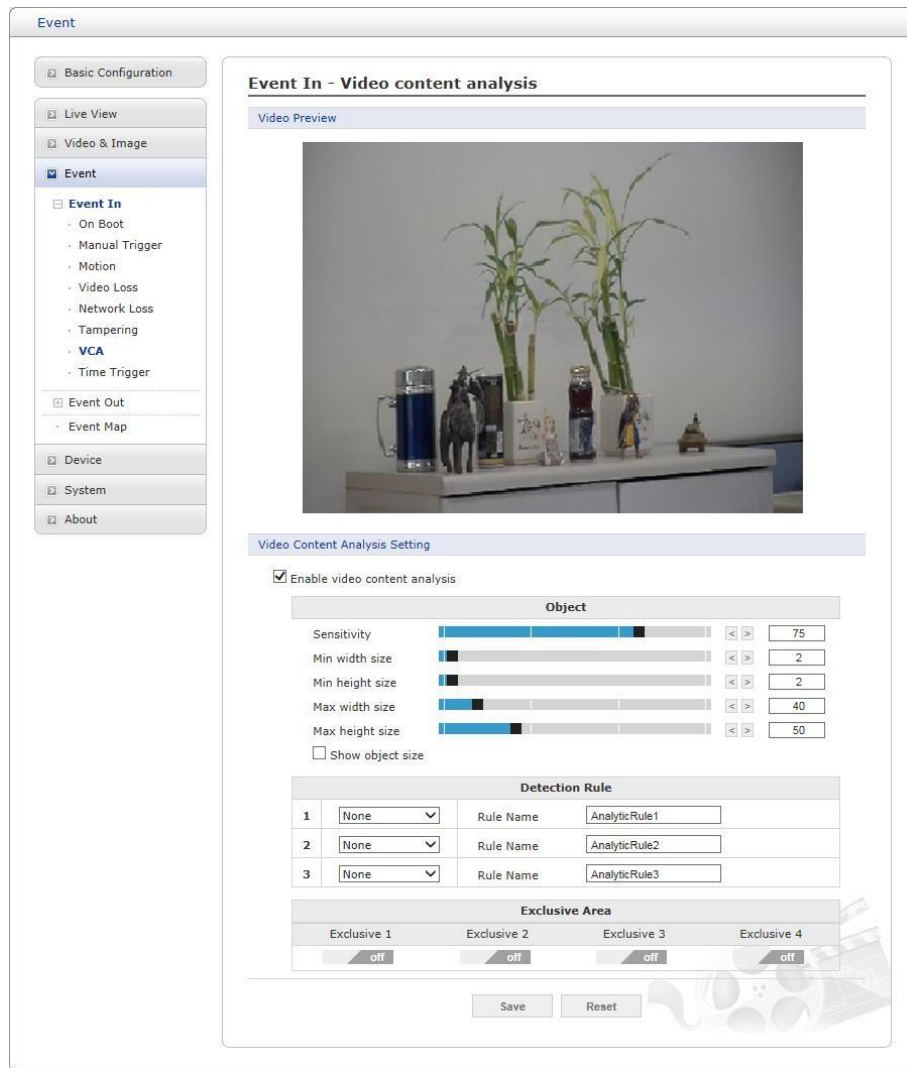 Event
Basic Configuration
Live View
Video & Image
Event
Event In
On Boot
Manual Trigger
Motion
Video Loss
Network Loss
Tampering
VCA
Time Trigger
Event Out
Event Map
Device
System
About
Event In - Video content analysis
Video Preview
Video Content Analysis Setting
Enable video content analysis
Object
Sensitivity < > 75
Min width size < > 2
Min height size < > 2
Max width size < > 40
Max height size < > 50
Show object size
Detection Rule
1 None Rule Name AnalyticRule1
2 None Rule Name AnalyticRule2
3 None Rule Name AnalyticRule3
Exclusive Area
Exclusive 1 Exclusive 2 Exclusive 3 Exclusive 4
off off off off
Save Reset